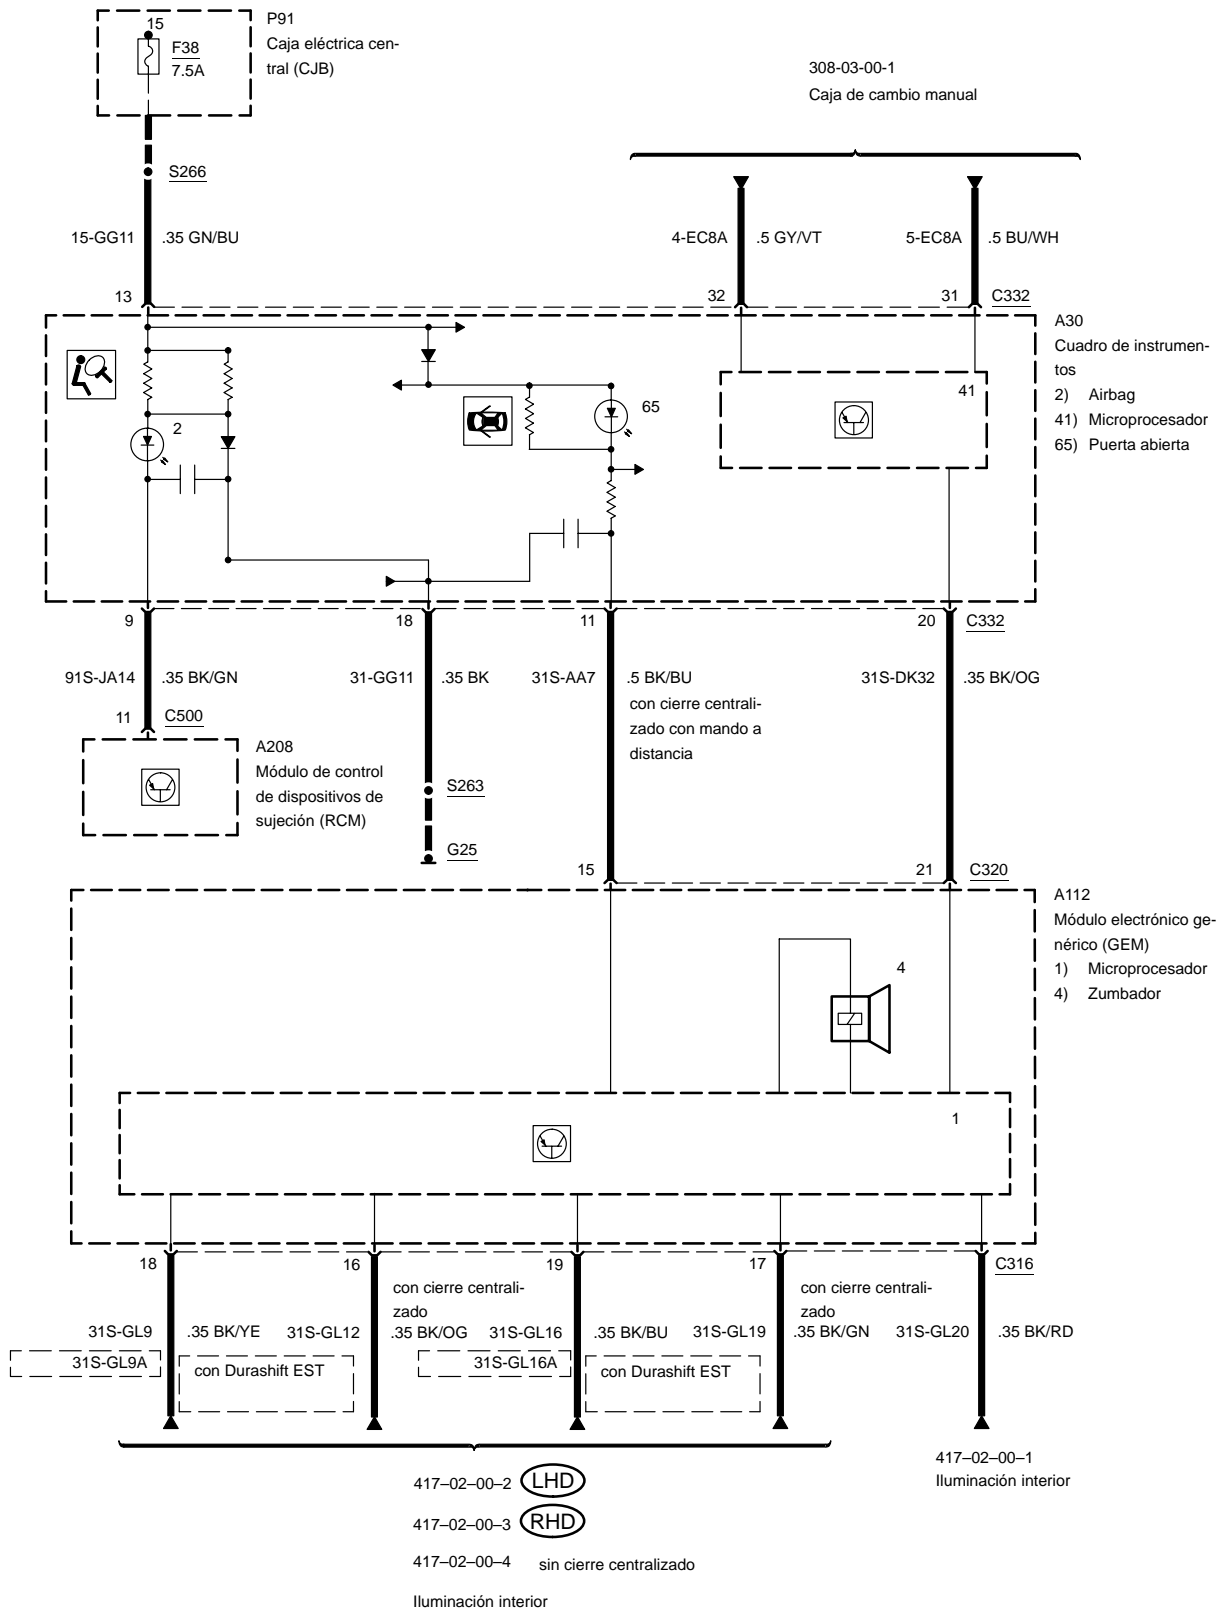 15
F38
7.5A
P91
Caja eléctrica cen-
tral (CJB)
308-03-00-1
Caja de cambio manual
S266
15-GG11 .35 GN/BU
4-EC8A .5 GY/VT
5-EC8A .5 BU/WH
13
32
31 C332
A30
Cuadro de instrumen-
tos
2) Airbag
41) Microprocesador
65) Puerta abierta
2
65
41
9
18
11
20 C332
91S-JA14 .35 BK/GN
31-GG11 .35 BK
31S-AA7 .5 BK/BU
con cierre centrali-
zado con mando a
distancia
31S-DK32 .35 BK/OG
11 C500
A208
Módulo de control
de dispositivos de
sujeción (RCM)
S263
G25
15
21 C320
A112
Módulo electrónico ge-
nérico (GEM)
1) Microprocesador
4) Zumbador
4
1
18
16
19
17
C316
con cierre centrali-
zado
con cierre centrali-
zado
31S-GL9 .35 BK/YE
31S-GL12 .35 BK/OG
31S-GL16 .35 BK/BU
31S-GL19 .35 BK/GN
31S-GL20 .35 BK/RD
31S-GL9A
con Durashift EST
31S-GL16A
con Durashift EST
417–02–00–2 LHD
417–02–00–3 RHD
417–02–00–4 sin cierre centralizado
Iluminación interior
417–02–00–1
Iluminación interior